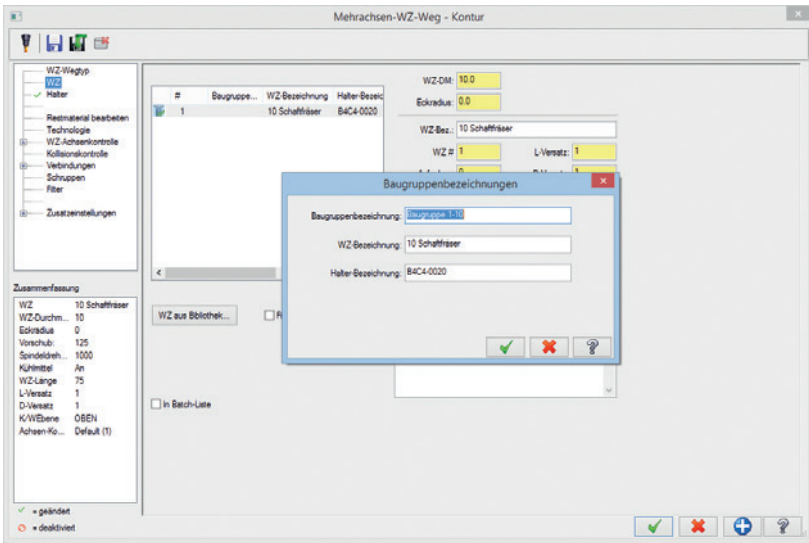 Mehrachsen-WZ-Weg - Kontur
WZ-Wegtyp
WZ
Halter
Restmaterial bearbeiten
Technologie
WZ-Achsenkontrolle
Kollisionskontrolle
Verbindungen
Schruppen
Filter
Zusatzeinstellungen
# Baugruppe... WZ-Bezeichnung Halter-Bezeic
1 10 Schaftfräser B4C4-0020
WZ-DM: 10.0
Eckradius: 0.0
WZ-Bez.: 10 Schaftfräser
WZ # 1 L-Versatz: 1
0 1
Baugruppenbezeichnungen
Baugruppenbezeichnung: Baugruppe 1-10
WZ-Bezeichnung: 10 Schaftfräser
Halter-Bezeichnung: B4C4-0020
WZ aus Bibliothek...
In Batch-Liste
Zusammenfassung
WZ 10 Schaftfräser
WZ-Durchm... 10
Eckradius 0
Vorschub: 125
Spindeldreh... 1000
Kühlmittel An
WZ-Länge 75
L-Versatz 1
D-Versatz 1
K/WEbene OBEN
Achsen-Ko... Default (1)
= geändert
= deaktiviert